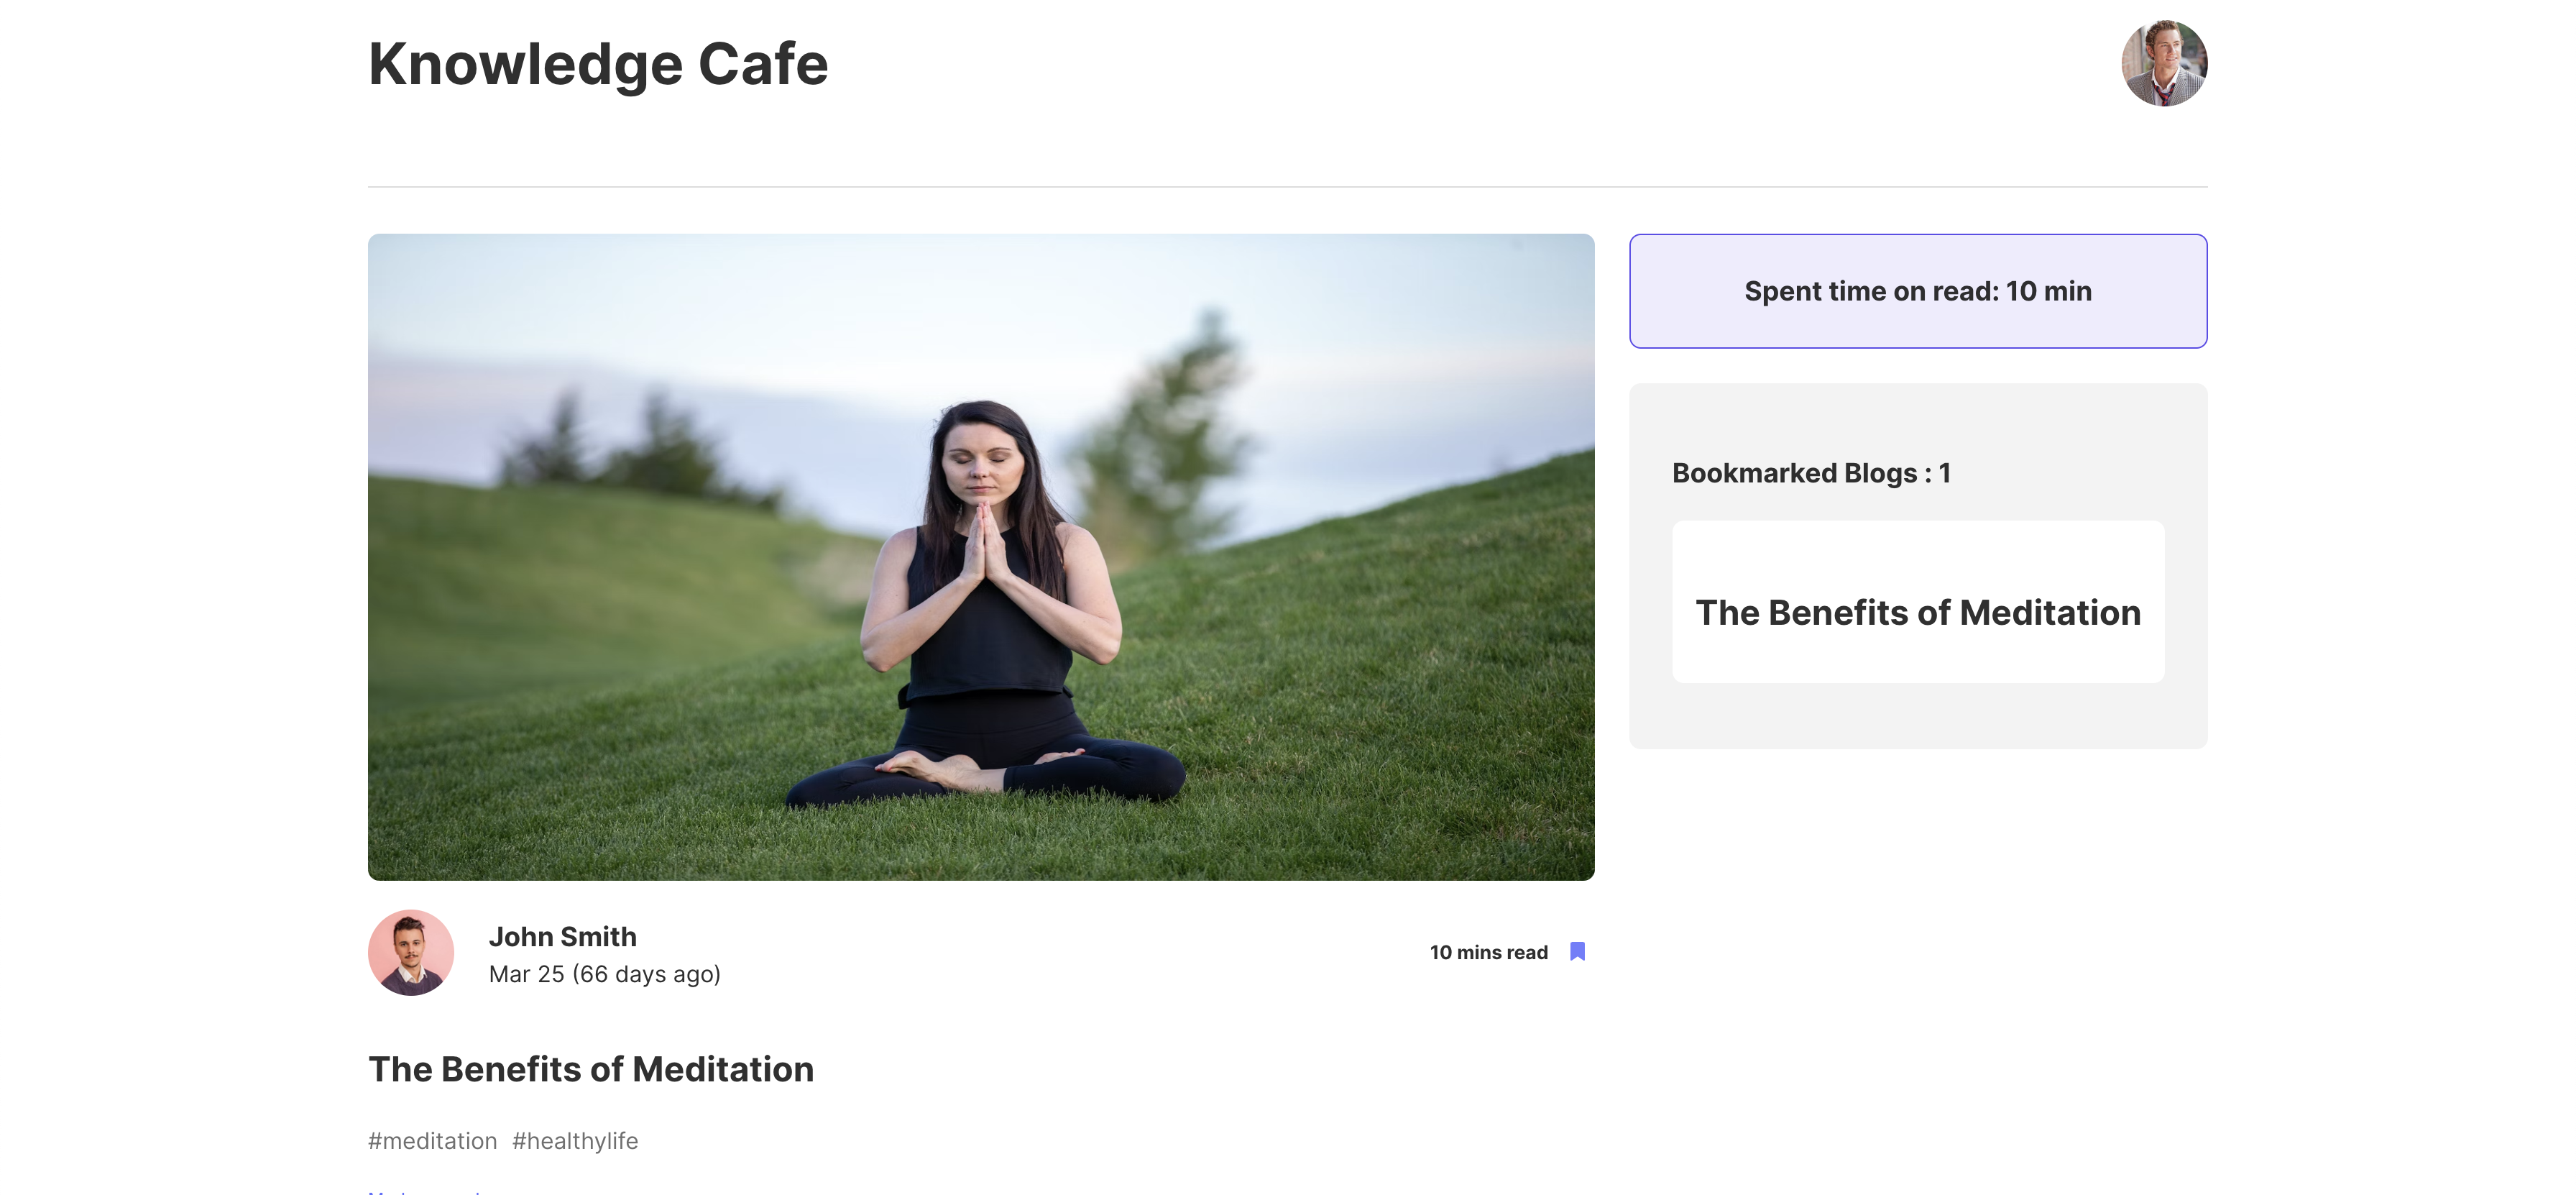 Knowledge Cafe
Spent time on read: 10 min
Bookmarked Blogs : 1
The Benefits of Meditation
John Smith
Mar 25 (66 days ago)
10 mins read
The Benefits of Meditation
#meditation #healthylife